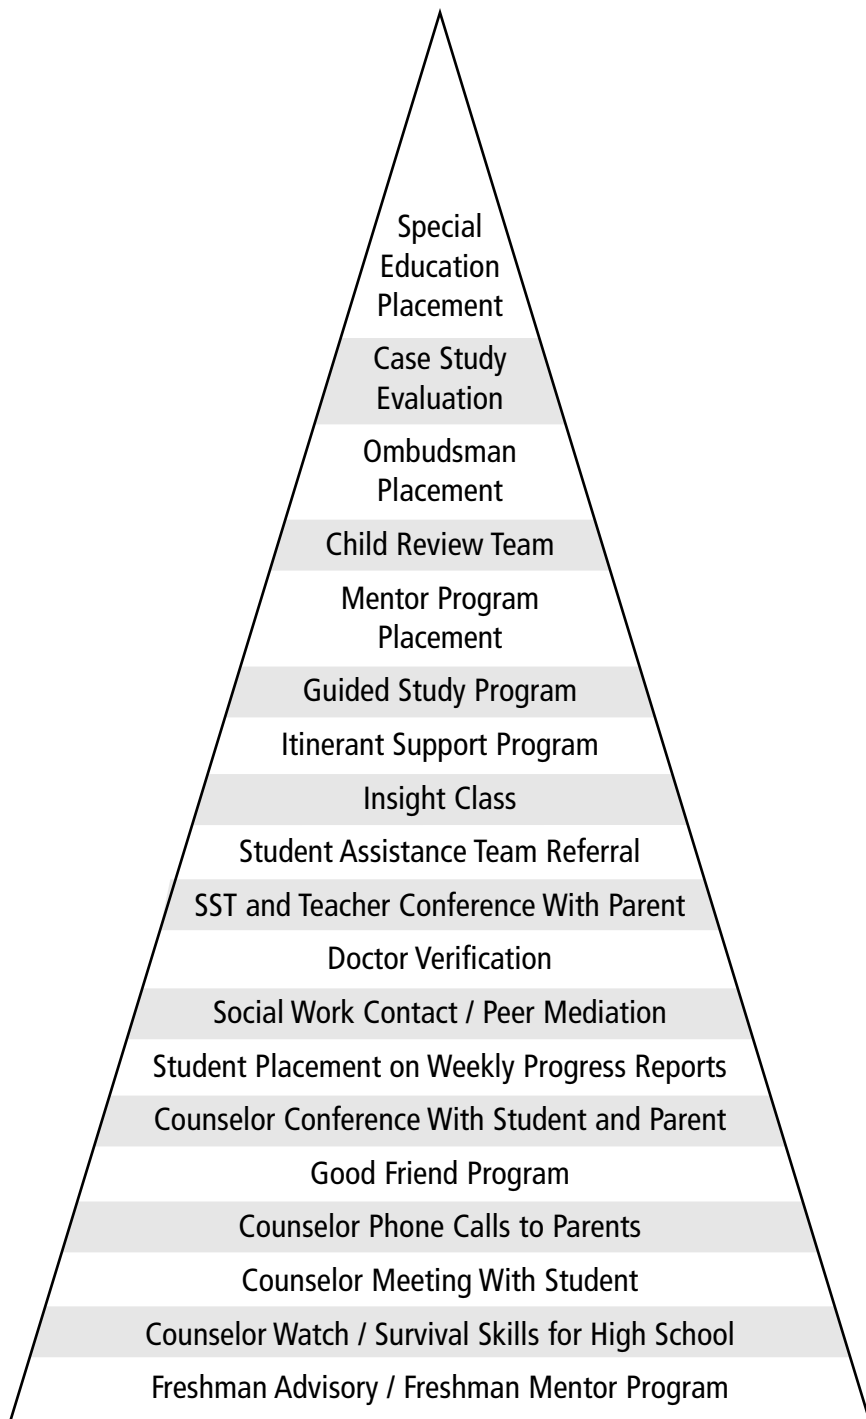 Special
Education
Placement
Case Study
Evaluation
Ombudsman
Placement
Child Review Team
Mentor Program
Placement
Guided Study Program
Itinerant Support Program
Insight Class
Student Assistance Team Referral
SST and Teacher Conference With Parent
Doctor Verification
Social Work Contact / Peer Mediation
Student Placement on Weekly Progress Reports
Counselor Conference With Student and Parent
Good Friend Program
Counselor Phone Calls to Parents
Counselor Meeting With Student
Counselor Watch / Survival Skills for High School
Freshman Advisory / Freshman Mentor Program